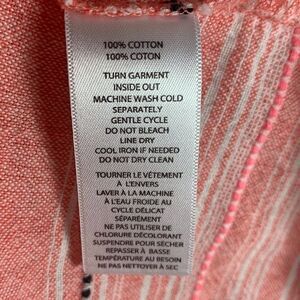 100% COTTON
100% COTON
TURN GARMENT
INSIDE OUT
MACHINE WASH COLD
SEPARATELY
GENTLE CYCLE
DO NOT BLEACH
LINE DRY
COOL IRON IF NEEDED
DO NOT DRY CLEAN
TOURNER LE VÉTEMENT
À L'ENVERS
LAVER À LA MACHINE
À L'EAU FROIDE AU
CYCLE DÉLICAT
SÉPARÉMENT
NE PAS UTILISER DE
CHLORURE DÉCOLORANT
SUSPENDRE POUR SÉCHER
REPASSER À BASSE
TEMPÉRATURE AU BESOIN
NE PAS NETTOYER À SEC